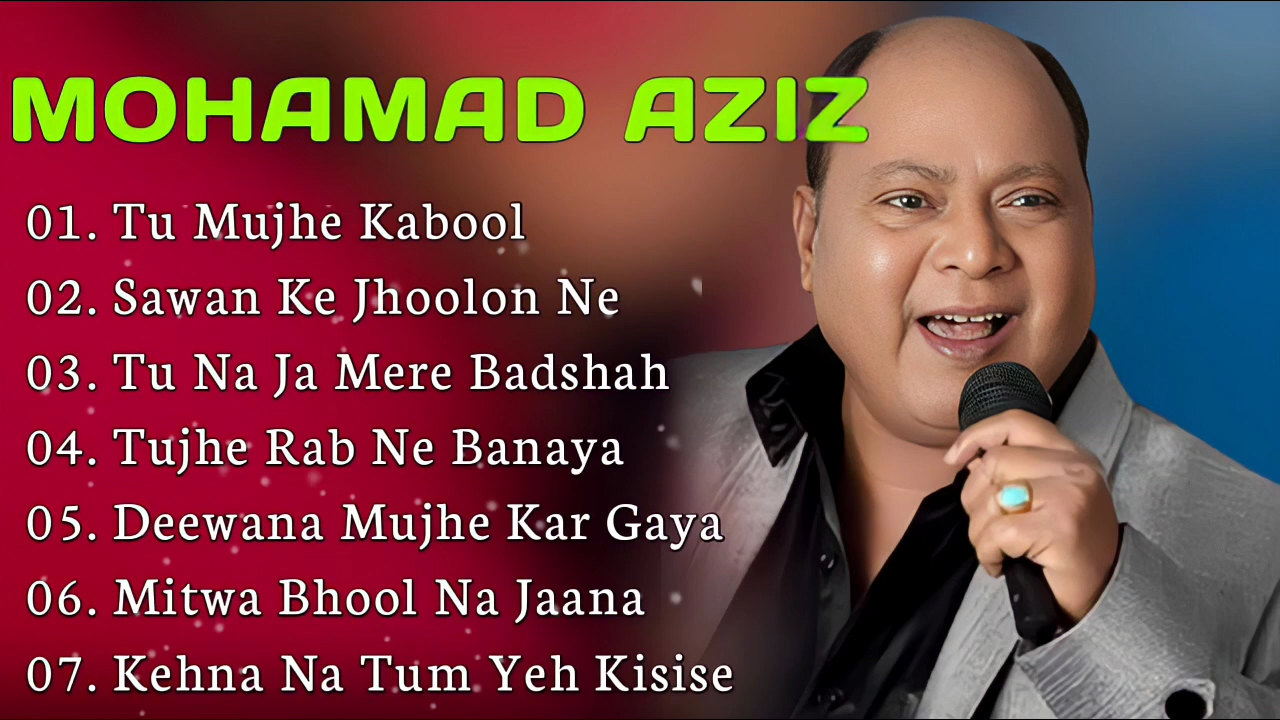 MOHAMAD AZIZ
01. Tu Mujhe Kabool
02. Sawan Ke Jhoolon Ne
03. Tu Na Ja Mere Badshah
04. Tujhe Rab Ne Banaya
05. Deewana Mujhe Kar Gaya
06. Mitwa Bhool Na Jaana
07. Kehna Na Tum Yeh Kisise